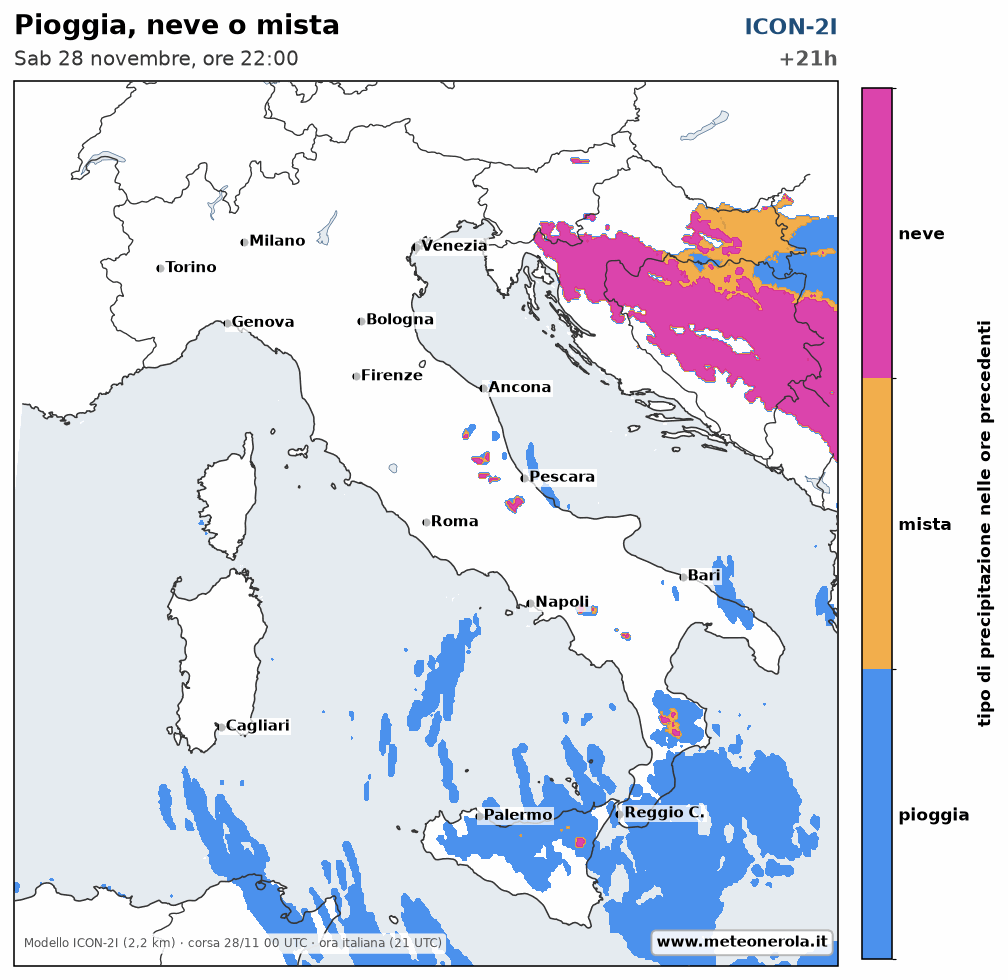 Pioggia, neve o mista
ICON-2I
Sab 28 novembre, ore 22:00
+21h
neve
mista
pioggia
tipo di precipitazione nelle ore precedenti
Milano
Venezia
Torino
Genova
Bologna
Firenze
Ancona
Pescara
Roma
Bari
Napoli
Cagliari
Palermo
Reggio C.
Modello ICON-2I (2,2 km) · corsa 28/11 00 UTC · ora italiana (21 UTC)
www.meteonerola.it